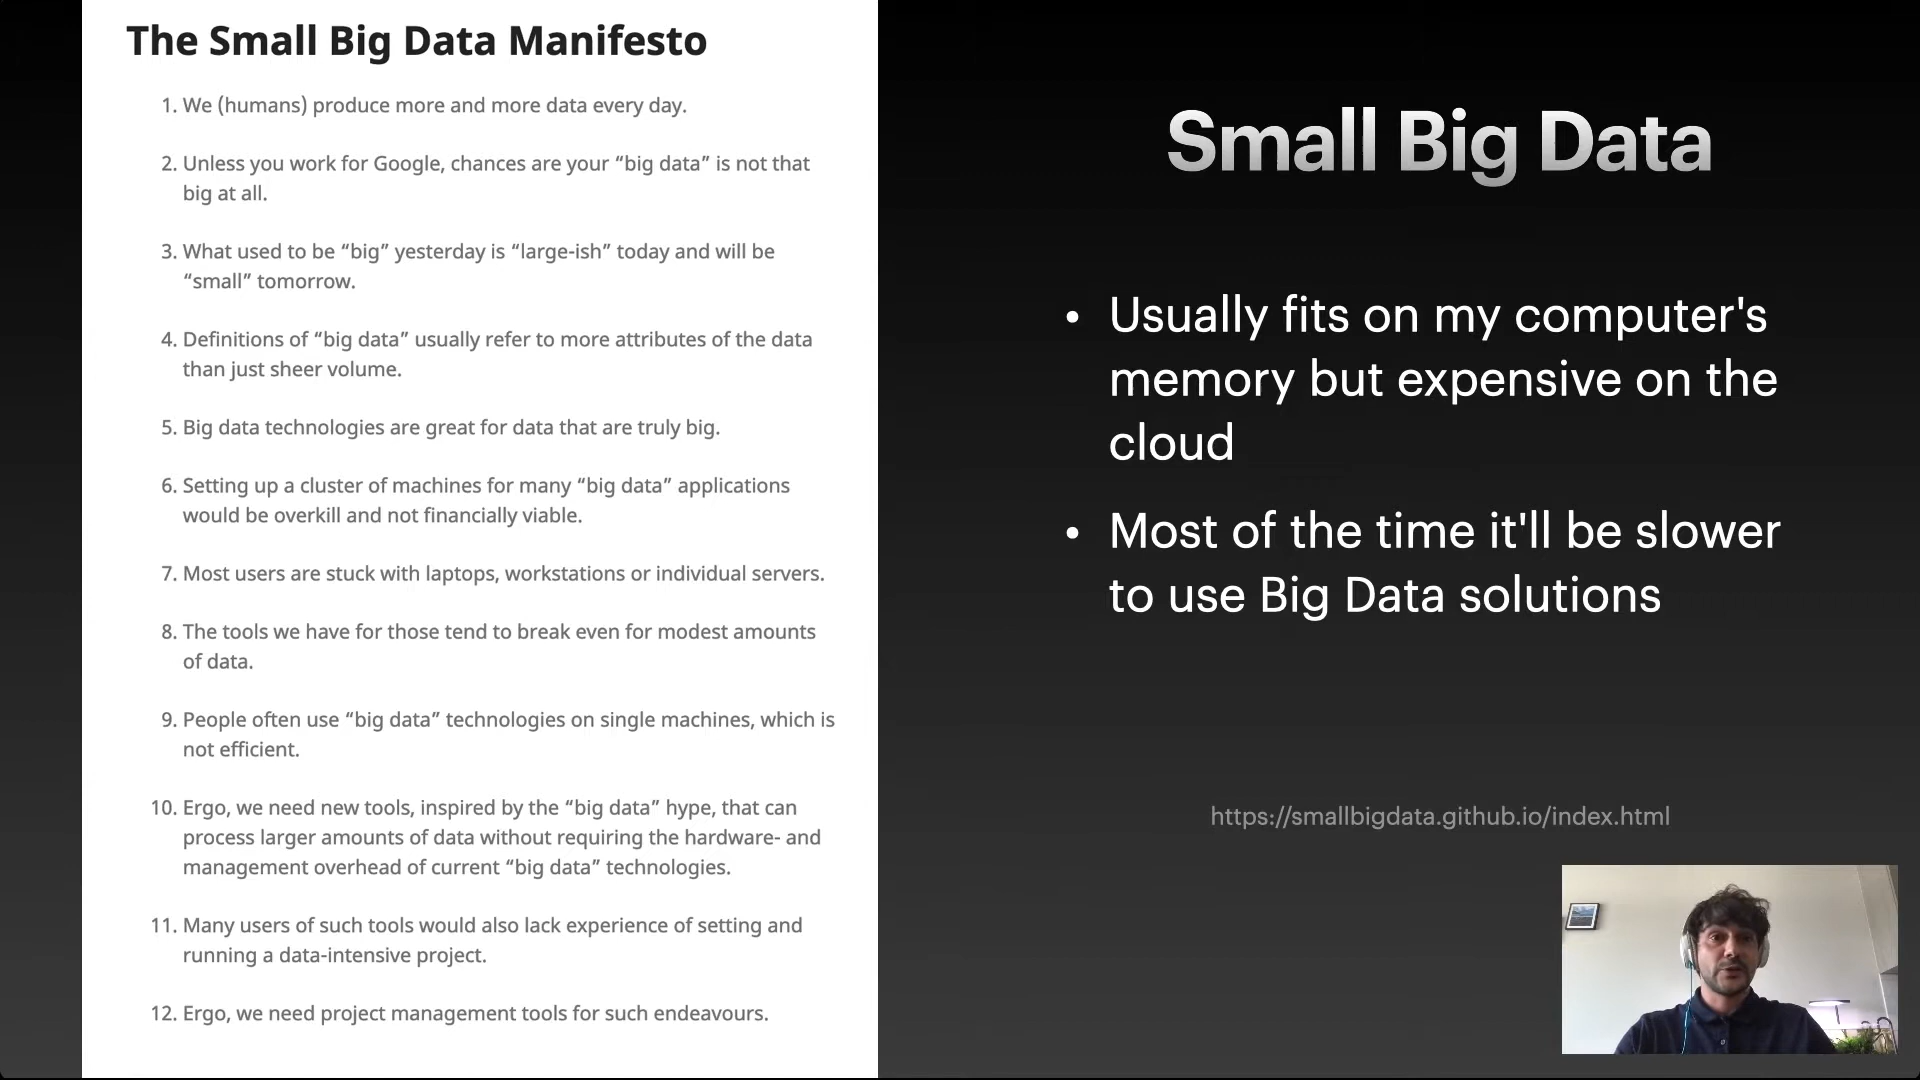 The Small Big Data Manifesto
1. We (humans) produce more and more data every day.
2. Unless you work for Google, chances are your “big data” is not that
big at all.
3. What used to be “big” yesterday is “large-ish” today and will be
“small” tomorrow.
4. Definitions of “big data” usually refer to more attributes of the data
than just sheer volume.
5. Big data technologies are great for data that are truly big.
6. Setting up a cluster of machines for many “big data” applications
would be overkill and not financially viable.
7. Most users are stuck with laptops, workstations or individual servers.
8. The tools we have for those tend to break even for modest amounts
of data.
9. People often use “big data” technologies on single machines, which is
not efficient.
10. Ergo, we need new tools, inspired by the “big data” hype, that can
process larger amounts of data without requiring the hardware- and
management overhead of current “big data” technologies.
11. Many users of such tools would also lack experience of setting and
running a data-intensive project.
12. Ergo, we need project management tools for such endeavours.
Small Big Data
• Usually fits on my computer's
memory but expensive on the
cloud
• Most of the time it'll be slower
to use Big Data solutions
https://smallbigdata.github.io/index.html